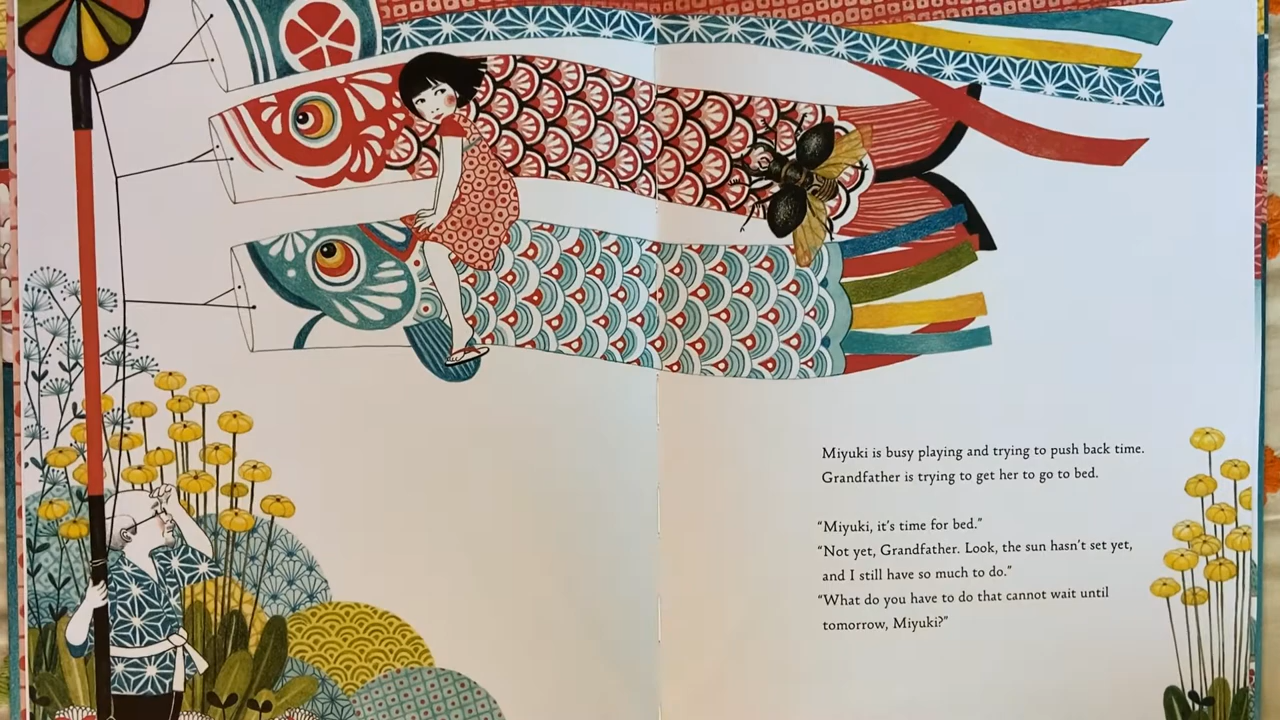 Miyuki is busy playing and trying to push back time.
Grandfather is trying to get her to go to bed.
“Miyuki, it’s time for bed.”
“Not yet, Grandfather. Look, the sun hasn’t set yet,
and I still have so much to do.”
“What do you have to do that cannot wait until
tomorrow, Miyuki?”